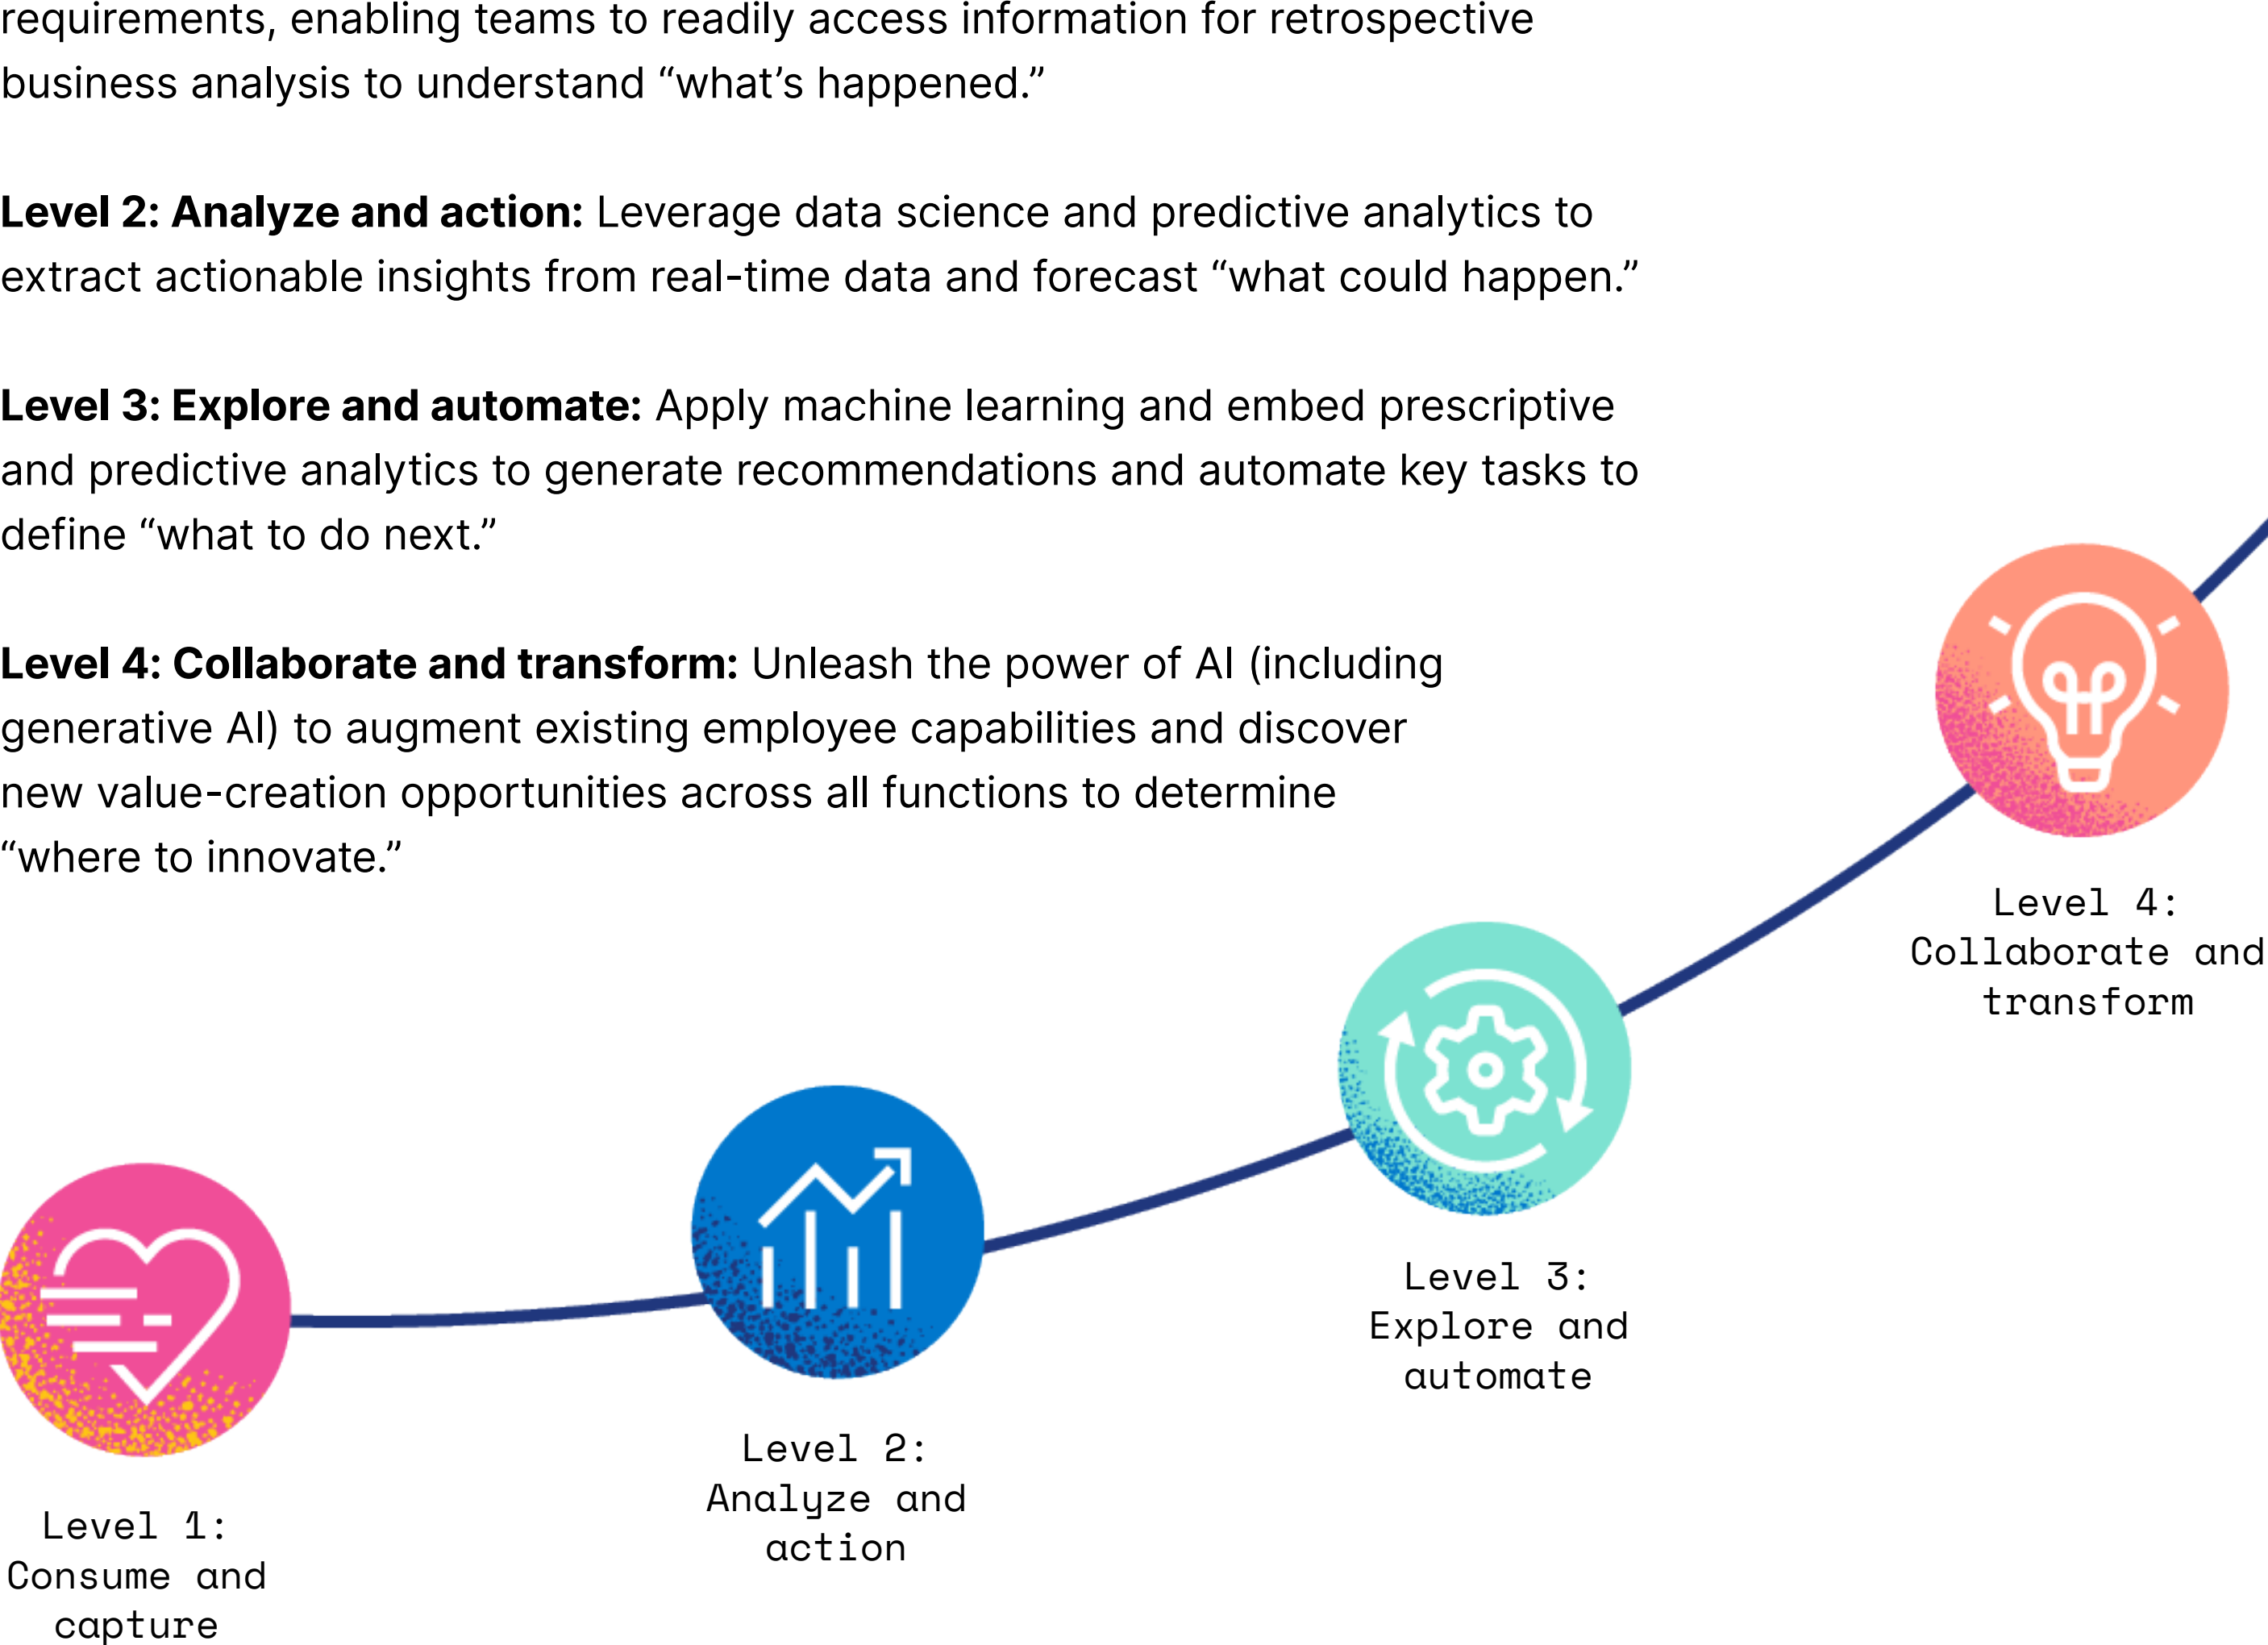 requirements, enabling teams to readily access information for retrospective
business analysis to understand “what’s happened.”
Level 2: Analyze and action: Leverage data science and predictive analytics to
extract actionable insights from real-time data and forecast “what could happen.”
Level 3: Explore and automate: Apply machine learning and embed prescriptive
and predictive analytics to generate recommendations and automate key tasks to
define “what to do next.”
Level 4: Collaborate and transform: Unleash the power of AI (including
generative AI) to augment existing employee capabilities and discover
new value-creation opportunities across all functions to determine
“where to innovate.”
Level 1:
Consume and
capture
Level 2:
Analyze and
action
Level 3:
Explore and
automate
Level 4:
Collaborate and
transform